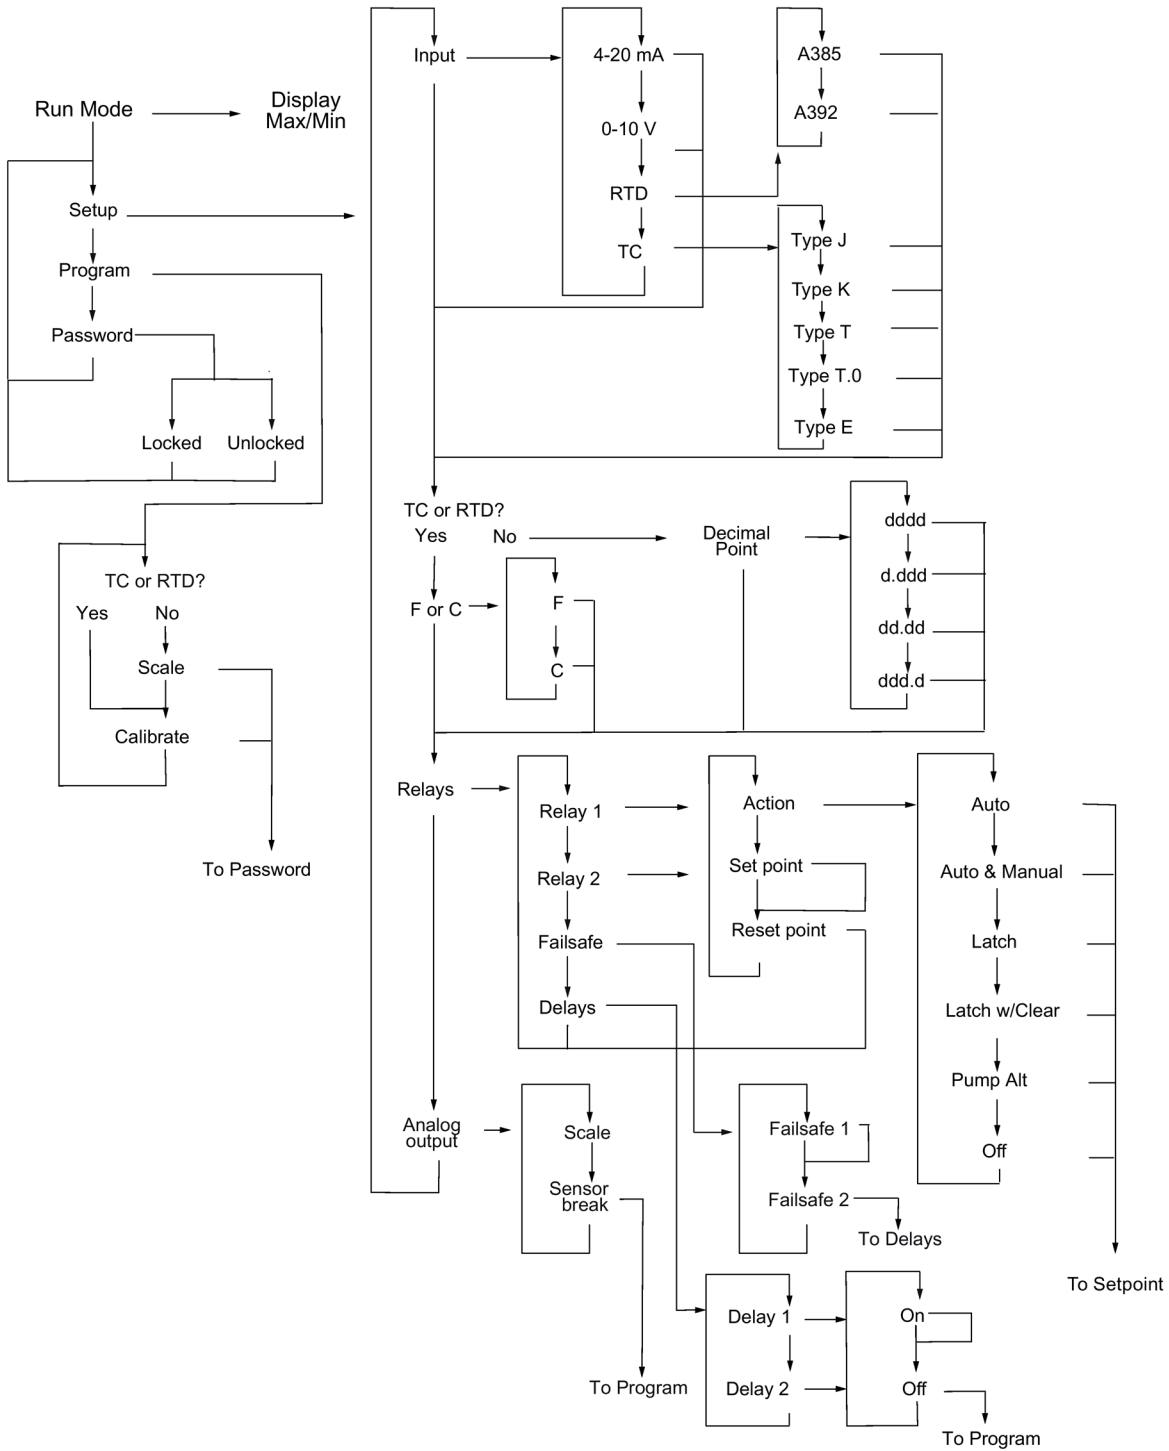 Run Mode
Display
Max/Min
Setup
Program
Password
Locked
Unlocked
TC or RTD?
Yes
No
Scale
Calibrate
To Password
Input
4-20 mA
0-10 V
RTD
TC
A385
A392
Type J
Type K
Type T
Type T.0
Type E
TC or RTD?
Yes
No
Decimal
Point
dddd
d.ddd
dd.dd
ddd.d
F or C
F
C
Relays
Relay 1
Relay 2
Failsafe
Delays
Action
Set point
Reset point
Auto
Auto & Manual
Latch
Latch w/Clear
Pump Alt
Off
To Setpoint
Analog
output
Scale
Sensor
break
To Program
Failsafe 1
Failsafe 2
To Delays
Delay 1
Delay 2
On
Off
To Program